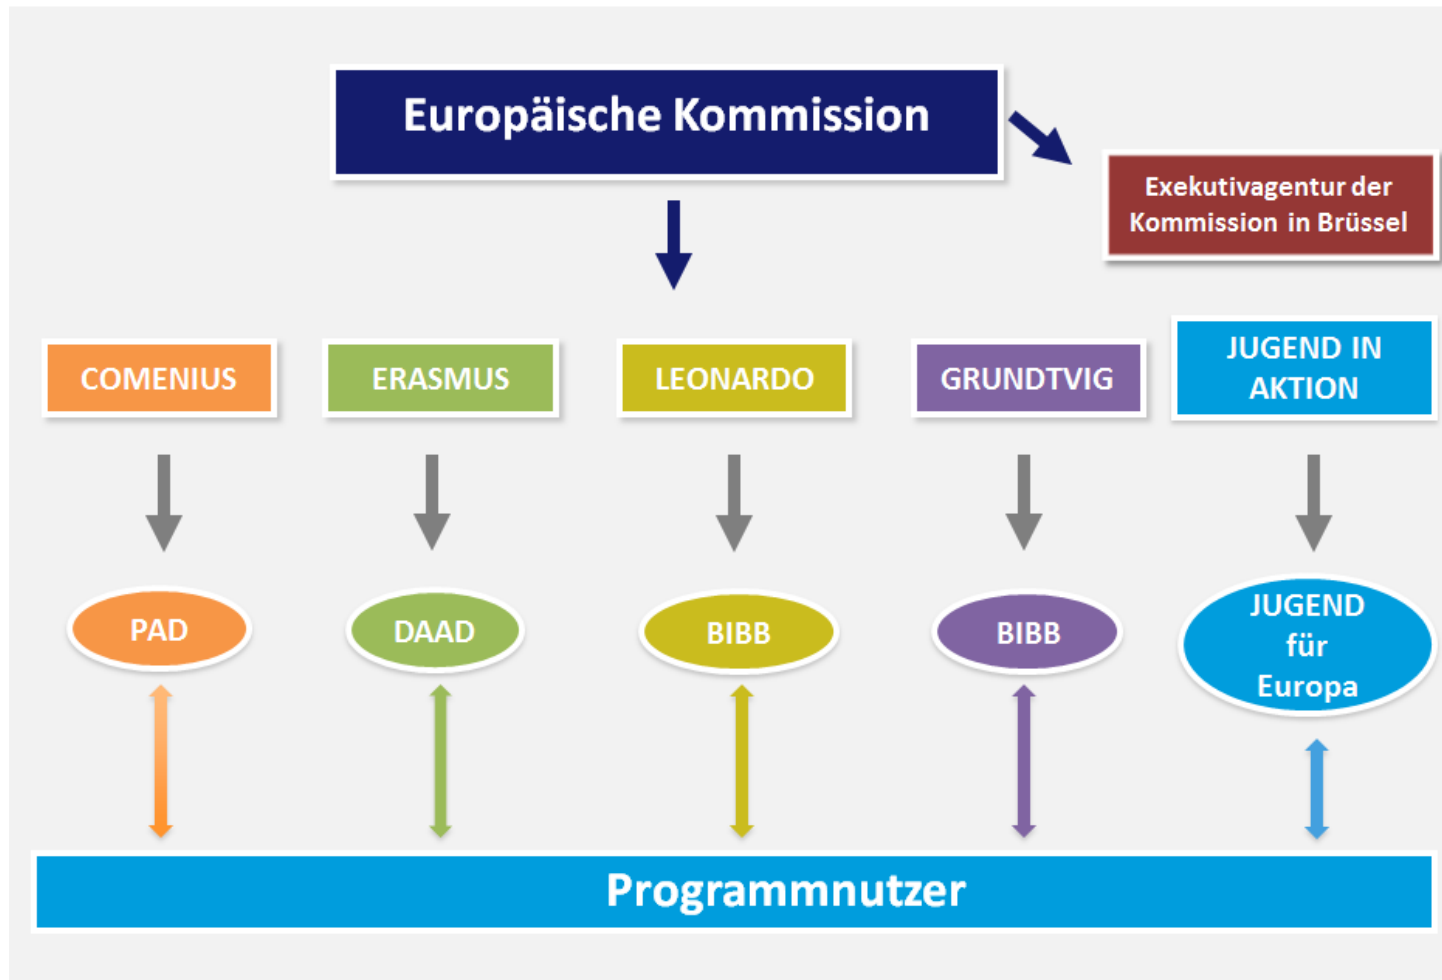 Europäische Kommission
Exekutivagentur der
Kommission in Brüssel
COMENIUS
ERASMUS
LEONARDO
GRUNDTVIG
JUGEND IN
AKTION
PAD
DAAD
BIBB
BIBB
JUGEND
für
Europa
Programmnutzer